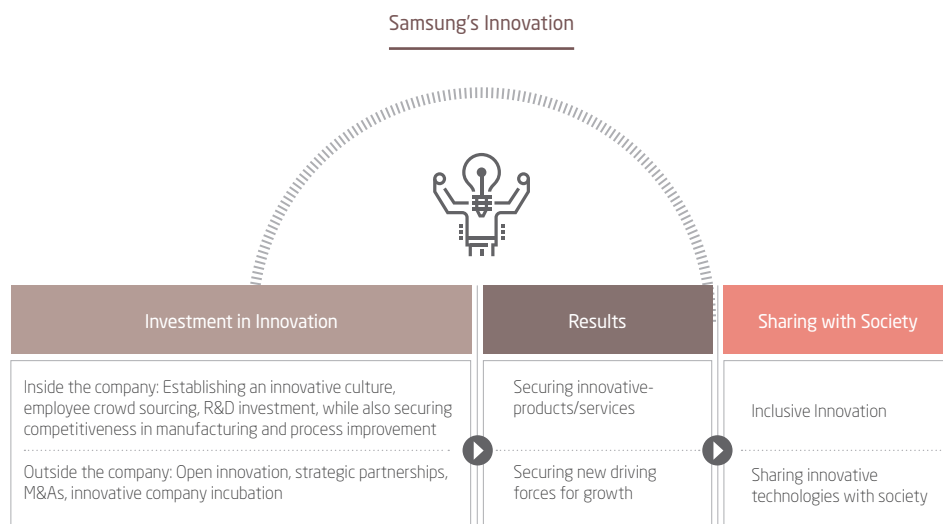 Samsung's Innovation
Investment in Innovation
Results
Sharing with Society
Inside the company: Establishing an innovative culture,
employee crowd sourcing, R&D investment, while also securing
competitiveness in manufacturing and process improvement
Outside the company: Open innovation, strategic partnerships,
M&As, innovative company incubation
Securing innovative-
products/services
Securing new driving
forces for growth
Inclusive Innovation
Sharing innovative
technologies with society